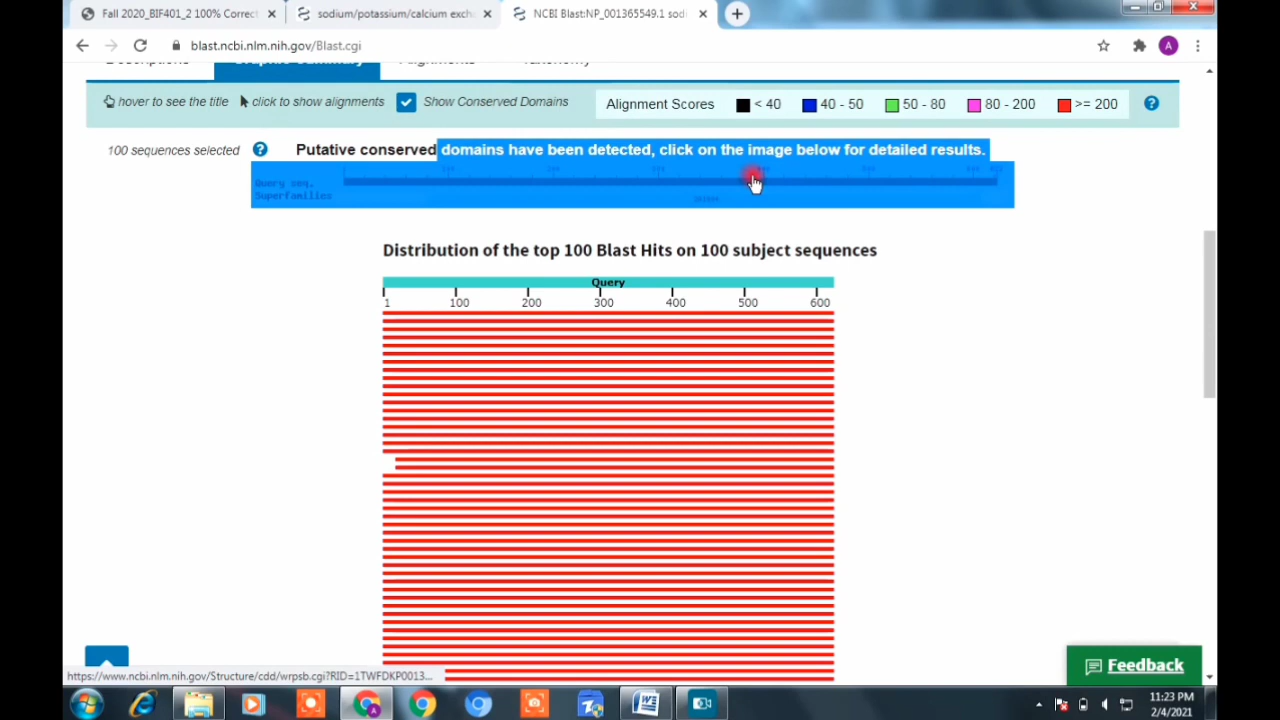 Fall 2020_BIF401_2 100% Correct
sodium/potassium/calcium exch
NCBI Blast:NP_001365549.1 sodi
blast.ncbi.nlm.nih.gov/Blast.cgi
A
hover to see the title
click to show alignments
Show Conserved Domains
Alignment Scores
< 40
40 - 50
50 - 80
80 - 200
>= 200
?
100 sequences selected
?
Putative conserved domains have been detected, click on the image below for detailed results.
Query seq.
Superfamilies
Distribution of the top 100 Blast Hits on 100 subject sequences
Query
1 100 200 300 400 500 600
Feedback
https://www.ncbi.nlm.nih.gov/Structure/cdd/wrpsb.cgi?RID=1TWFDKP0013...
11:23 PM
2/4/2021